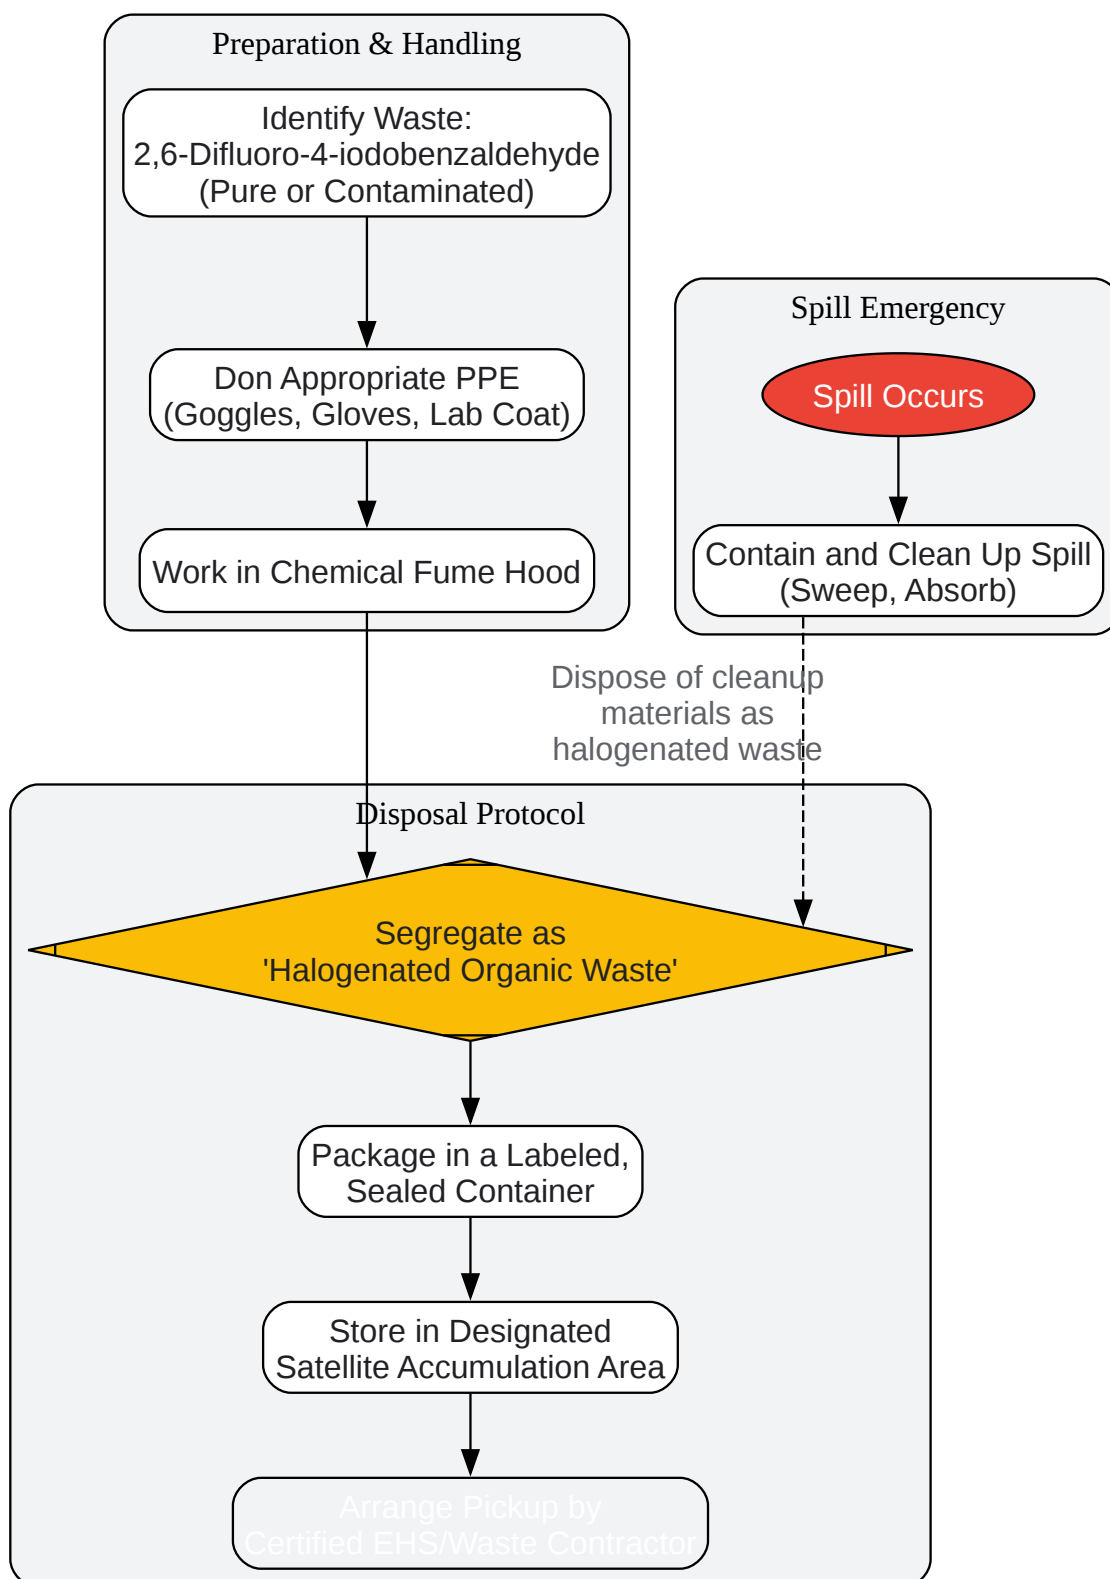 Preparation & Handling
Identify Waste:
2,6-Difluoro-4-iodobenzaldehyde
(Pure or Contaminated)
Don Appropriate PPE
(Goggles, Gloves, Lab Coat)
Work in Chemical Fume Hood
Spill Emergency
Spill Occurs
Contain and Clean Up Spill
(Sweep, Absorb)
Dispose of cleanup
materials as
halogenated waste
Disposal Protocol
Segregate as
'Halogenated Organic Waste'
Package in a Labeled,
Sealed Container
Store in Designated
Satellite Accumulation Area
Arrange Pickup by
Certified EHS/Waste Contractor